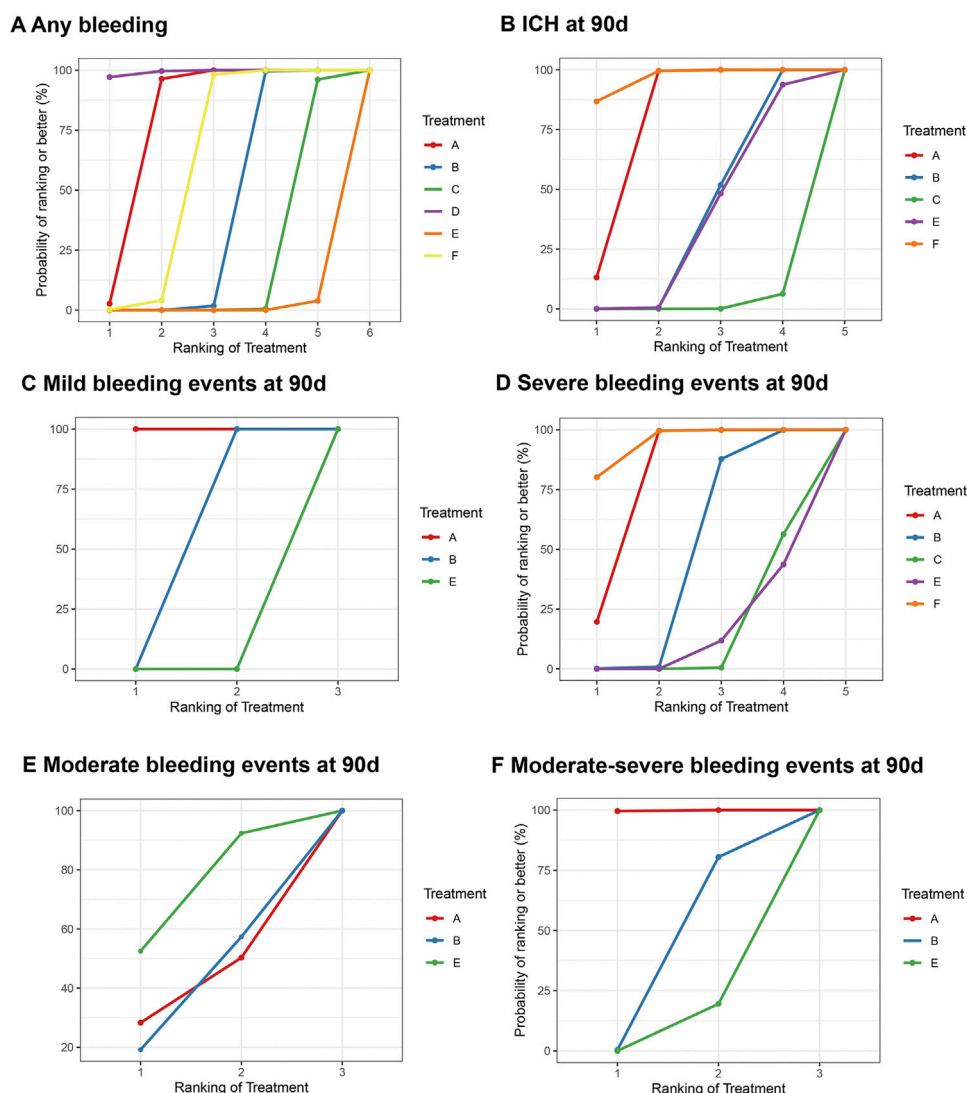 A Any bleeding
100
75
50
25
0
Probability of ranking or better (%)
1 2 3 4 5 6
Ranking of Treatment
Treatment
A
B
C
D
E
F
B ICH at 90d
100
75
50
25
0
Probability of ranking or better (%)
1 2 3 4 5
Ranking of Treatment
Treatment
A
B
C
E
F
C Mild bleeding events at 90d
100
75
50
25
0
1 2 3
Ranking of Treatment
Treatment
A
B
E
D Severe bleeding events at 90d
100
75
50
25
0
Probability of ranking or better (%)
1 2 3 4 5
Ranking of Treatment
Treatment
A
B
C
E
F
E Moderate bleeding events at 90d
100
80
60
40
20
1 2 3
Ranking of Treatment
Treatment
A
B
E
F Moderate-severe bleeding events at 90d
100
75
50
25
0
Probability of ranking or better (%)
1 2 3
Ranking of Treatment
Treatment
A
B
E